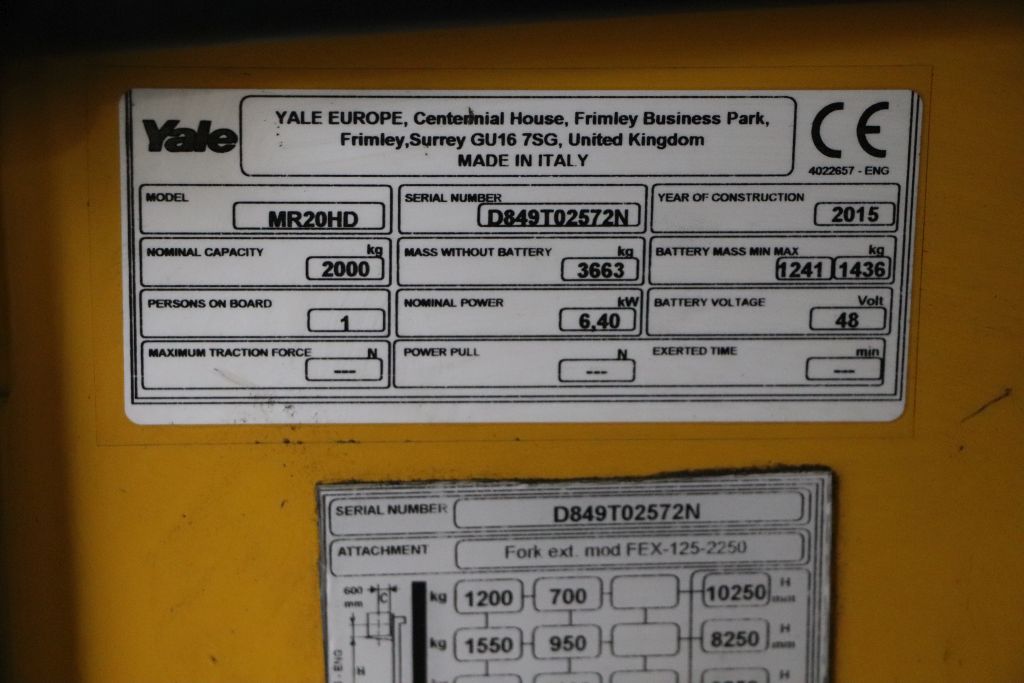 Yale
YALE EUROPE, Centennial House, Frimley Business Park,
Frimley,Surrey GU16 7SG, United Kingdom
MADE IN ITALY
CE
4022657 - ENG
MODEL MR20HD
SERIAL NUMBER D849T02572N
YEAR OF CONSTRUCTION 2015
NOMINAL CAPACITY kg 2000
MASS WITHOUT BATTERY kg 3663
BATTERY MASS MIN MAX kg 1241 1436
PERSONS ON BOARD 1
NOMINAL POWER kW 6,40
BATTERY VOLTAGE Volt 48
MAXIMUM TRACTION FORCE N ---
POWER PULL N ---
EXERTED TIME min ---
SERIAL NUMBER D849T02572N
ATTACHMENT Fork ext. mod FEX-125-2250
600 mm C
kg 1200 700 10250 H mm
kg 1550 950 8250 H mm
H
- ENG
H